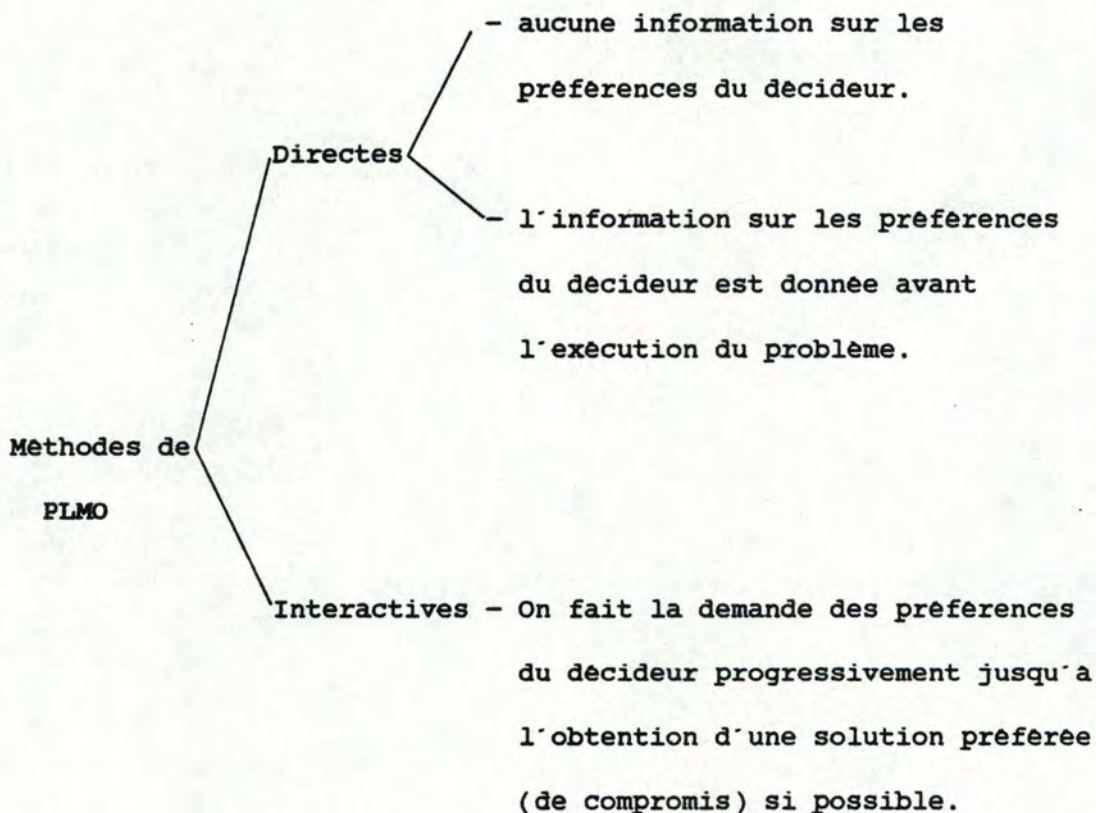 - aucune information sur les
préférences du décideur.
Directes
- l´information sur les préférences
du décideur est donnée avant
l´exécution du problème.
Méthodes de
PLMO
Interactives - On fait la demande des préférences
du décideur progressivement jusqu´à
l´obtention d´une solution préférée
(de compromis) si possible.